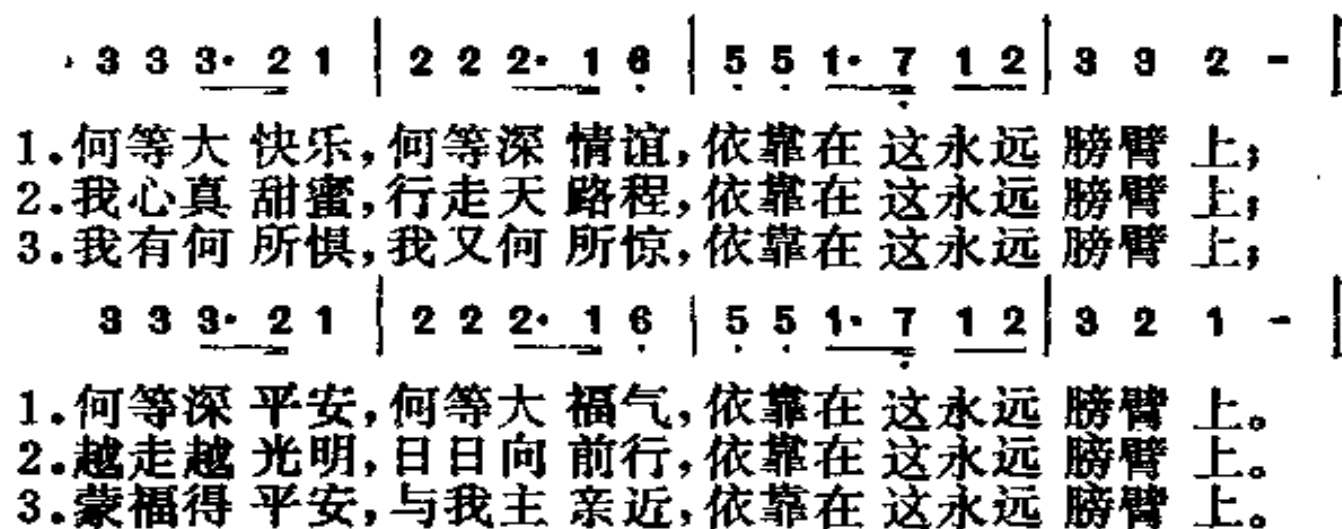 3 3 3· 2 1 | 2 2 2· 1 6 | 5 5 1· 7 1 2 | 3 3 2 -
1.何等大 快乐,何等深 情谊,依靠在 这永远 膀臂 上;
2.我心真 甜蜜,行走天 路程,依靠在 这永远 膀臂 上;
3.我有何 所惧,我又何 所惊,依靠在 这永远 膀臂 上;
3 3 3· 2 1 | 2 2 2· 1 6 | 5 5 1· 7 1 2 | 3 2 1 -
1.何等深 平安,何等大 福气,依靠在 这永远 膀臂 上。
2.越走越 光明,日日向 前行,依靠在 这永远 膀臂 上。
3.蒙福得 平安,与我主 亲近,依靠在 这永远 膀臂 上。